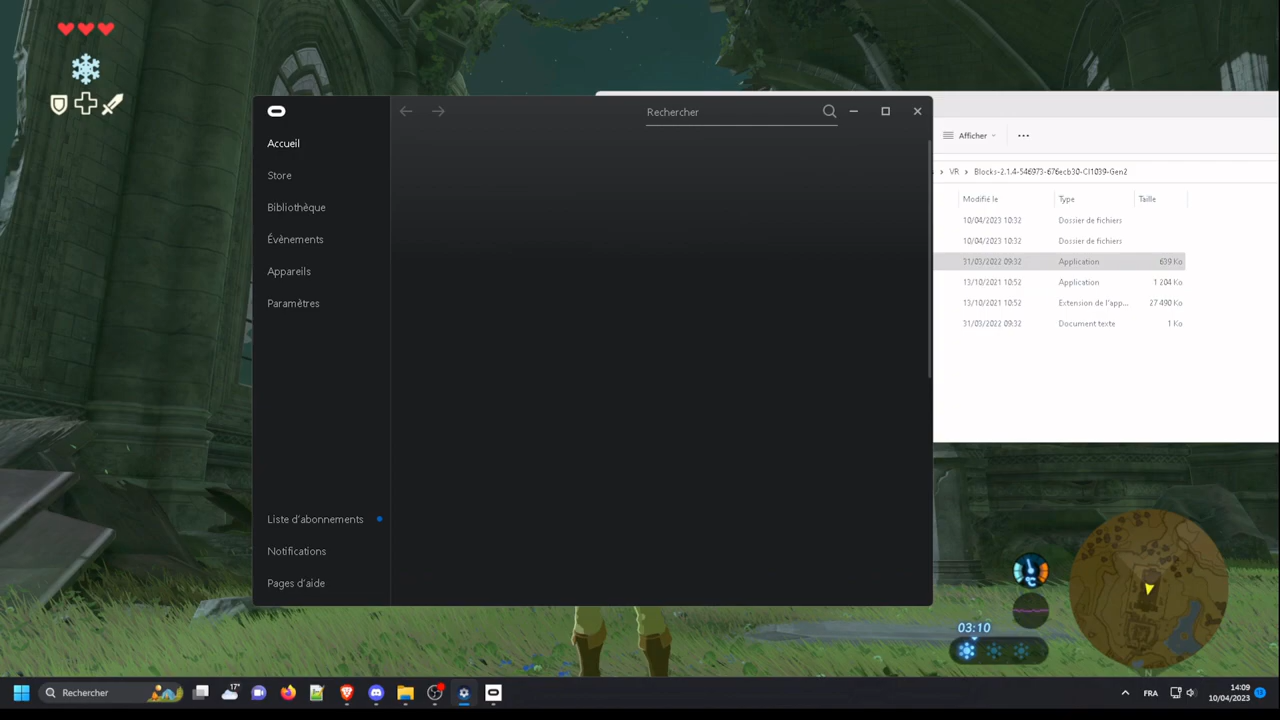 Rechercher
Accueil
Store
Bibliothèque
Évènements
Appareils
Paramètres
Liste d'abonnements
Notifications
Pages d'aide
Afficher
VR > Blocks-2.1.4-546973-676ecb30-Cl1039-Gen2
Modifié le Type Taille
10/04/2023 10:32 Dossier de fichiers
10/04/2023 10:32 Dossier de fichiers
31/03/2022 09:32 Application 639 Ko
13/10/2021 10:52 Application 1 204 Ko
13/10/2021 10:52 Extension de l'app... 27 490 Ko
31/03/2022 09:32 Document texte 1 Ko
°C
03:10
N
Rechercher
17°
FRA
14:09
10/04/2023